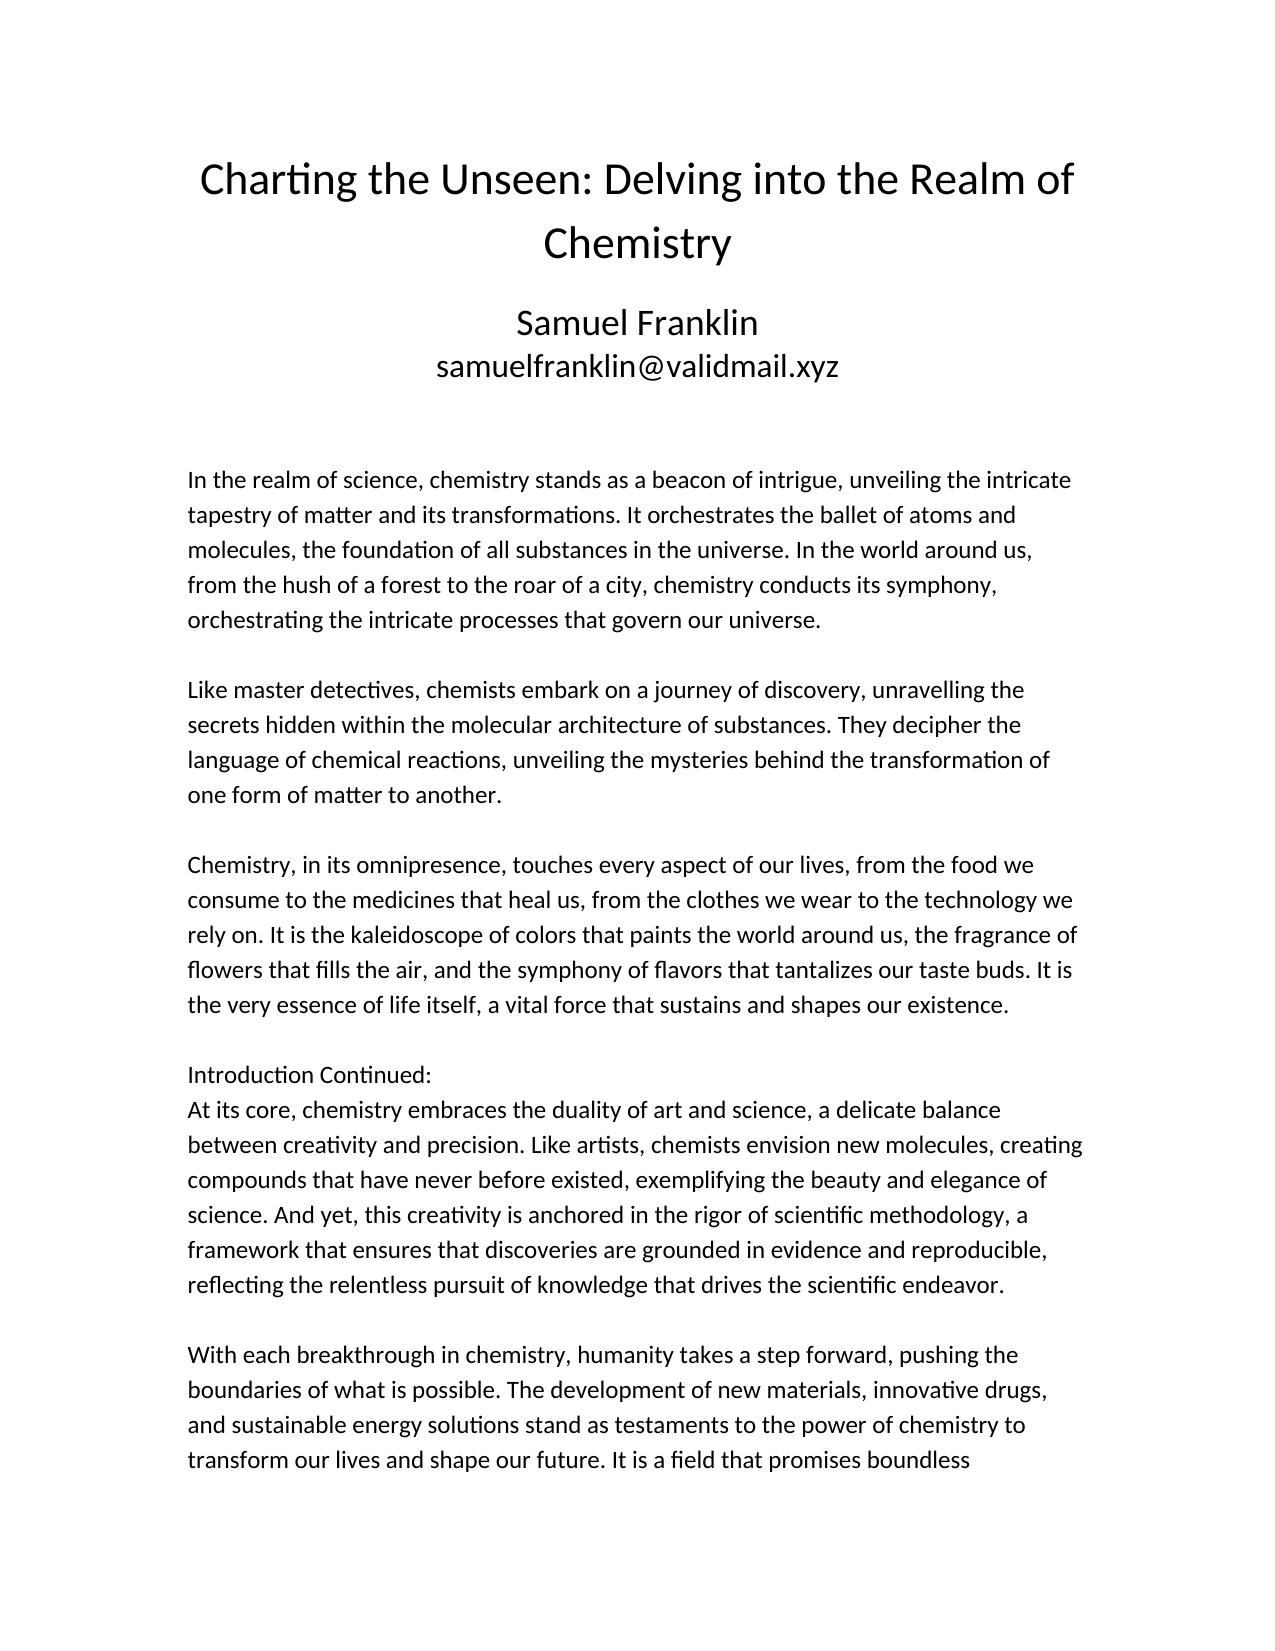 Charting the Unseen: Delving into the Realm of
Chemistry
Samuel Franklin
samuelfranklin@validmail.xyz
In the realm of science, chemistry stands as a beacon of intrigue, unveiling the intricate
tapestry of matter and its transformations. It orchestrates the ballet of atoms and
molecules, the foundation of all substances in the universe. In the world around us,
from the hush of a forest to the roar of a city, chemistry conducts its symphony,
orchestrating the intricate processes that govern our universe.
Like master detectives, chemists embark on a journey of discovery, unravelling the
secrets hidden within the molecular architecture of substances. They decipher the
language of chemical reactions, unveiling the mysteries behind the transformation of
one form of matter to another.
Chemistry, in its omnipresence, touches every aspect of our lives, from the food we
consume to the medicines that heal us, from the clothes we wear to the technology we
rely on. It is the kaleidoscope of colors that paints the world around us, the fragrance of
flowers that fills the air, and the symphony of flavors that tantalizes our taste buds. It is
the very essence of life itself, a vital force that sustains and shapes our existence.
Introduction Continued:
At its core, chemistry embraces the duality of art and science, a delicate balance
between creativity and precision. Like artists, chemists envision new molecules, creating
compounds that have never before existed, exemplifying the beauty and elegance of
science. And yet, this creativity is anchored in the rigor of scientific methodology, a
framework that ensures that discoveries are grounded in evidence and reproducible,
reflecting the relentless pursuit of knowledge that drives the scientific endeavor.
With each breakthrough in chemistry, humanity takes a step forward, pushing the
boundaries of what is possible. The development of new materials, innovative drugs,
and sustainable energy solutions stand as testaments to the power of chemistry to
transform our lives and shape our future. It is a field that promises boundless